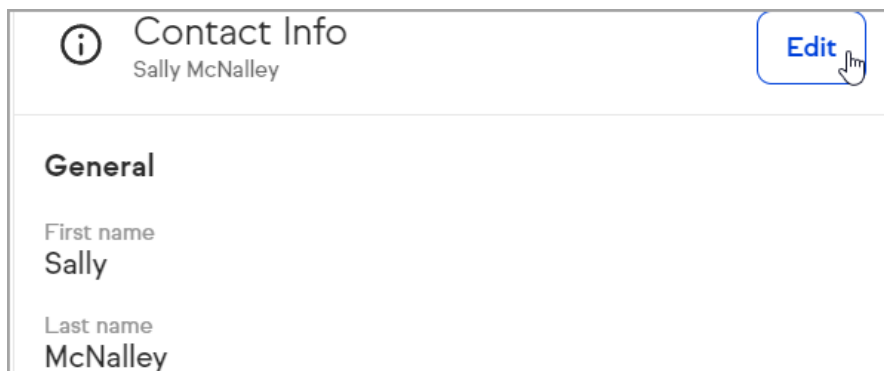 Contact Info
Sally McNalley
Edit
General
First name
Sally
Last name
McNalley